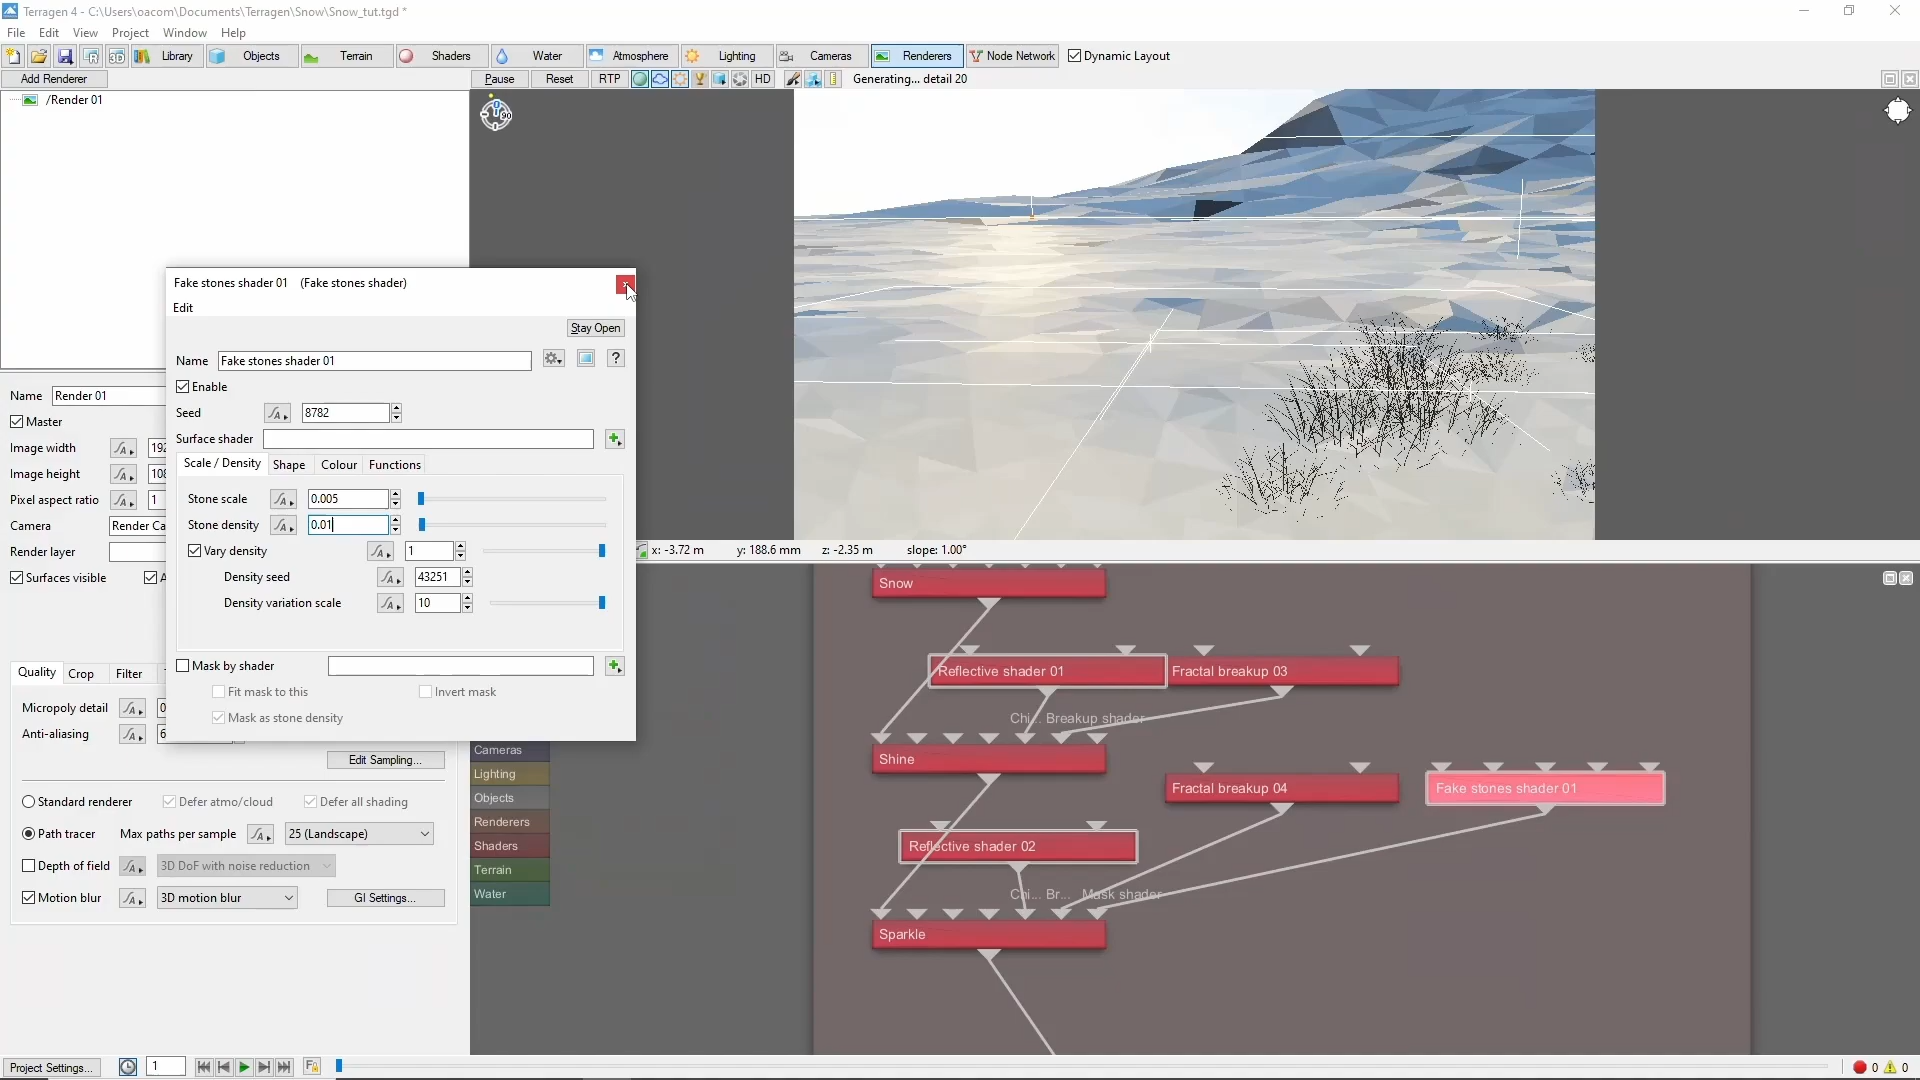 Terragen 4 - C:\Users\oacom\Documents\Terragen\Snow\Snow_tut.tgd *
File Edit View Project Window Help
Library Objects Terrain Shaders Water Atmosphere Lighting Cameras Renderers Node Network Dynamic Layout
Add Renderer Pause Reset RTP HD Generating... detail 20
/Render 01
90
Fake stones shader 01 (Fake stones shader)
Edit
Stay Open
Name Fake stones shader 01 ?
Enable
Seed 8782
Surface shader
Scale / Density Shape Colour Functions
Stone scale 0.005
Stone density 0.01
Vary density 1
Density seed 43251
Density variation scale 10
Mask by shader
Fit mask to this Invert mask
Mask as stone density
Name Render 01
Master
Image width 192
Image height 108
Pixel aspect ratio 1
Camera Render Ca
Render layer
Surfaces visible A
Quality Crop Filter
Micropoly detail 0
Anti-aliasing 6
Edit Sampling...
Standard renderer Defer atmo/cloud Defer all shading
Path tracer Max paths per sample 25 (Landscape)
Depth of field 3D DoF with noise reduction
Motion blur 3D motion blur GI Settings...
x: -3.72 m y: 188.6 mm z: -2.35 m slope: 1.00°
Snow
Reflective shader 01 Fractal breakup 03
Chi... Breakup shader
Shine
Fractal breakup 04 Fake stones shader 01
Reflective shader 02
Chi... Br... Mask shader
Sparkle
Cameras
Lighting
Objects
Renderers
Shaders
Terrain
Water
Project Settings... 1 0 0